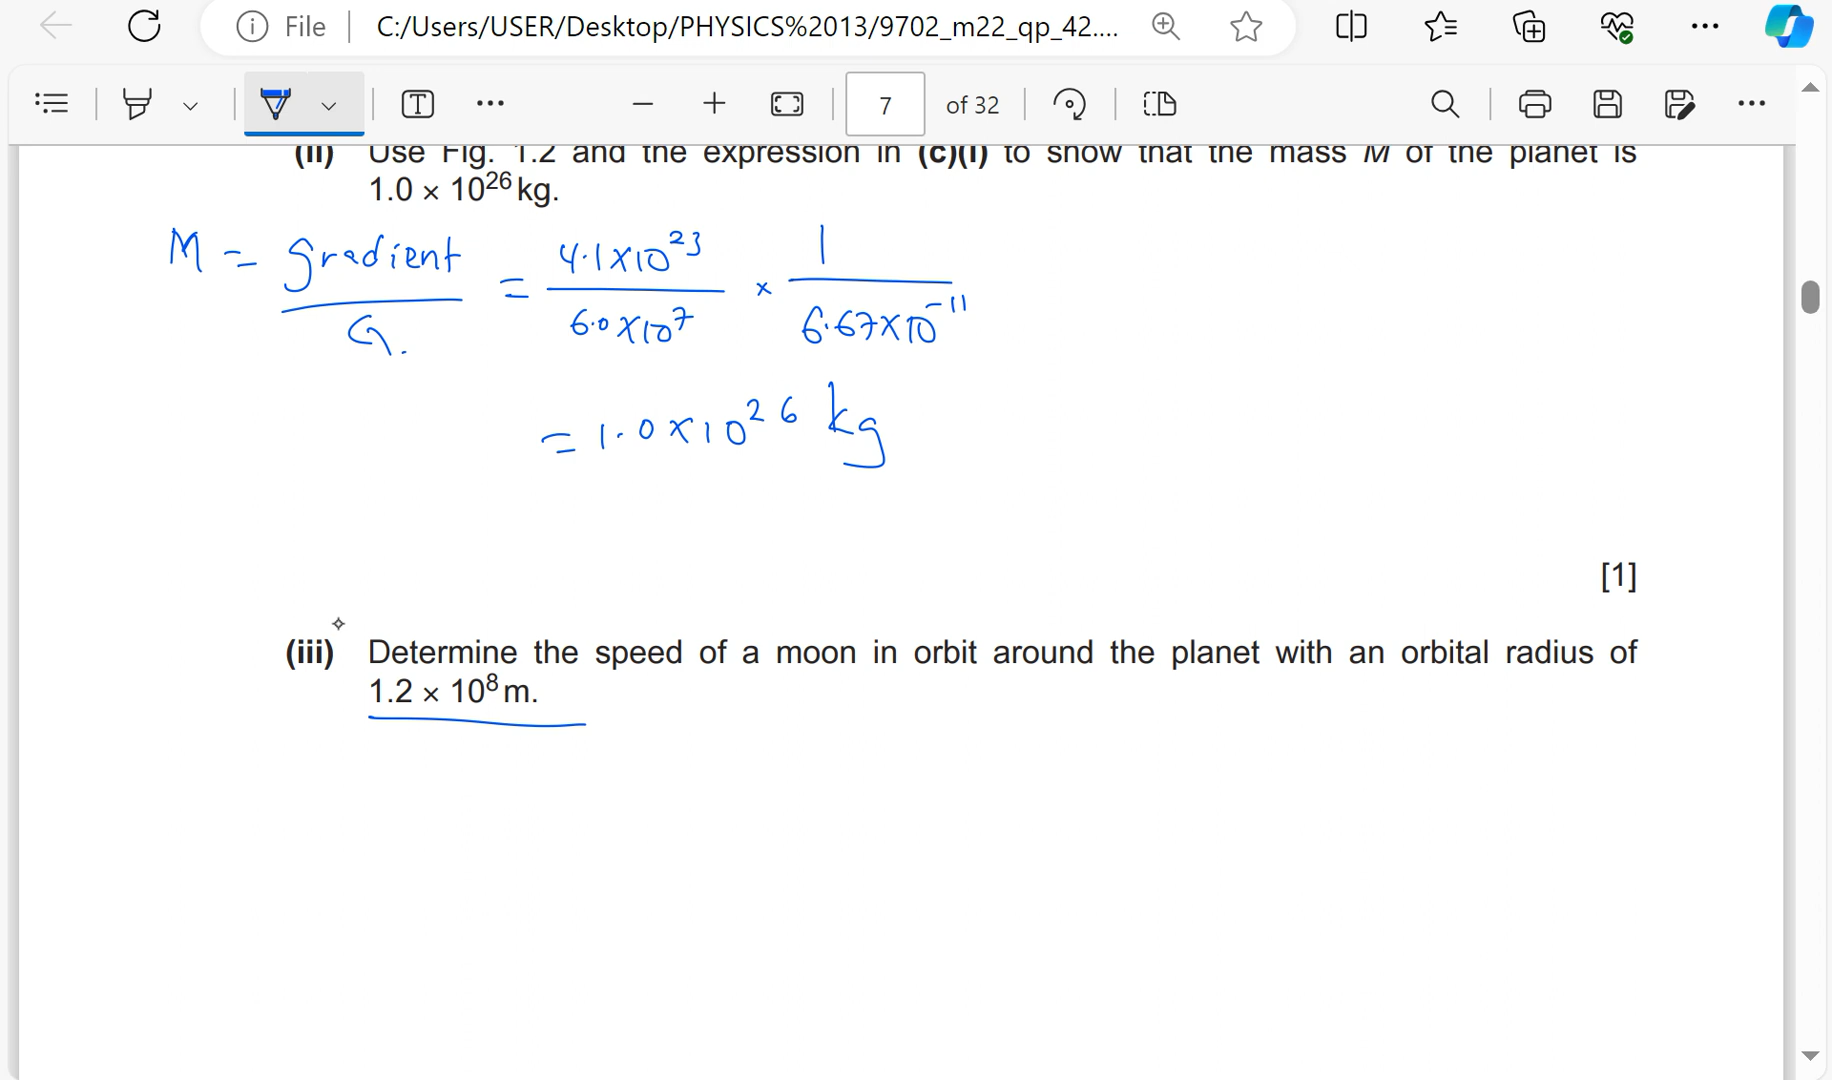 File C:/Users/USER/Desktop/PHYSICS%2013/9702_m22_qp_42....
7 of 32
(ii) Use Fig. 1.2 and the expression in (c)(i) to show that the mass M of the planet is
1.0 × 10²⁶ kg.
M = gradient / G. = 4.1×10²³ / 6.0×10⁷ × 1 / 6.67×10⁻¹¹
= 1.0×10²⁶ kg
[1]
(iii) Determine the speed of a moon in orbit around the planet with an orbital radius of
1.2 × 10⁸ m.